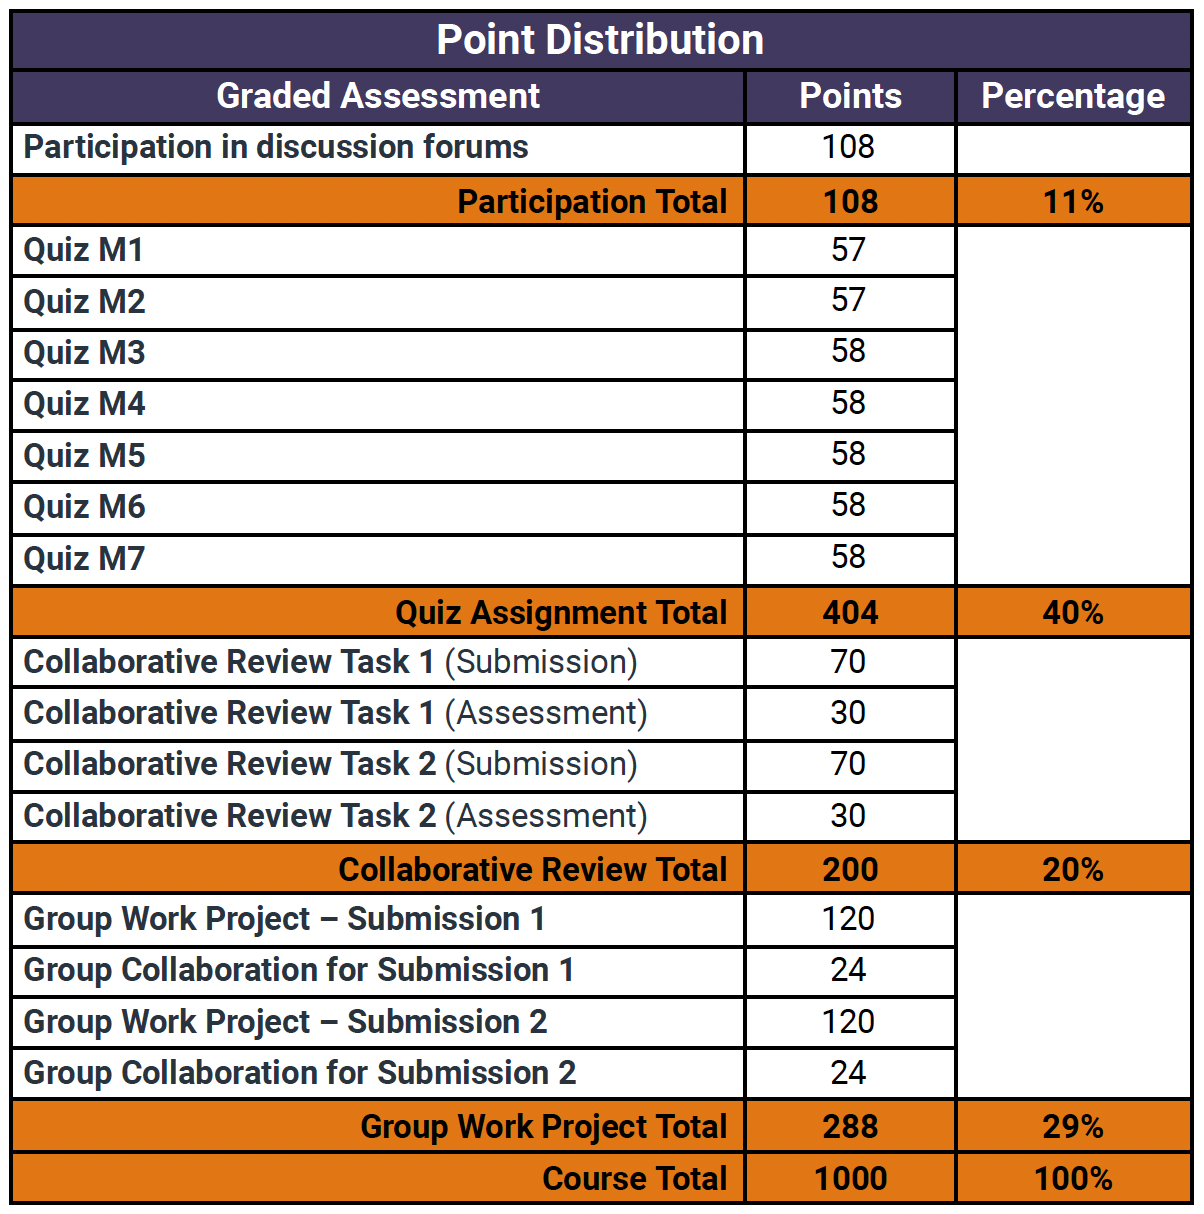 Point Distribution
Graded Assessment Points Percentage
Participation in discussion forums 108
Participation Total 108 11%
Quiz M1 57
Quiz M2 57
Quiz M3 58
Quiz M4 58
Quiz M5 58
Quiz M6 58
Quiz M7 58
Quiz Assignment Total 404 40%
Collaborative Review Task 1 (Submission) 70
Collaborative Review Task 1 (Assessment) 30
Collaborative Review Task 2 (Submission) 70
Collaborative Review Task 2 (Assessment) 30
Collaborative Review Total 200 20%
Group Work Project – Submission 1 120
Group Collaboration for Submission 1 24
Group Work Project – Submission 2 120
Group Collaboration for Submission 2 24
Group Work Project Total 288 29%
Course Total 1000 100%